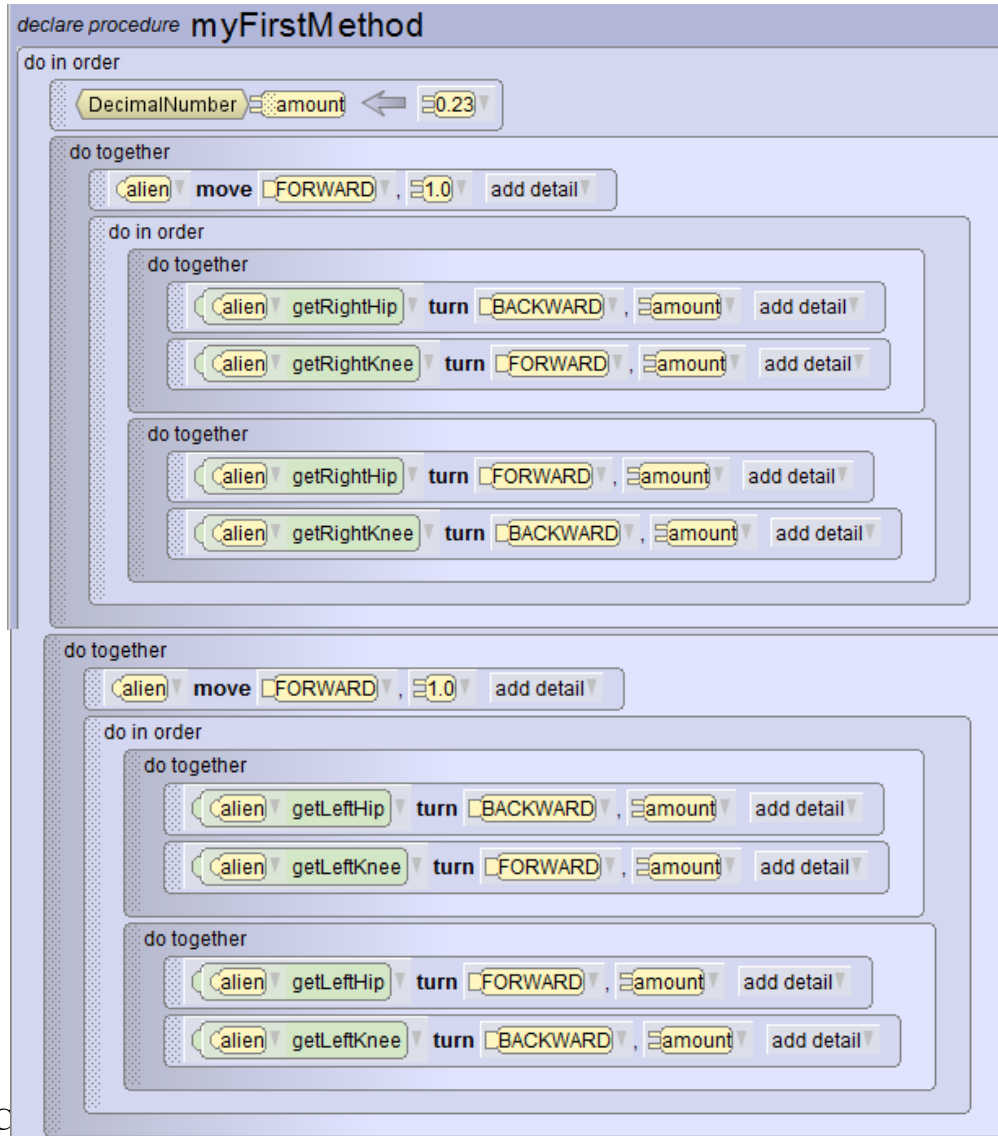 declare procedure myFirstMethod
do in order
DecimalNumber amount 0.23
do together
alien move FORWARD , 1.0 add detail
do in order
do together
alien getRightHip turn BACKWARD , amount add detail
alien getRightKnee turn FORWARD , amount add detail
do together
alien getRightHip turn FORWARD , amount add detail
alien getRightKnee turn BACKWARD , amount add detail
do together
alien move FORWARD , 1.0 add detail
do in order
do together
alien getLeftHip turn BACKWARD , amount add detail
alien getLeftKnee turn FORWARD , amount add detail
do together
alien getLeftHip turn FORWARD , amount add detail
alien getLeftKnee turn BACKWARD , amount add detail